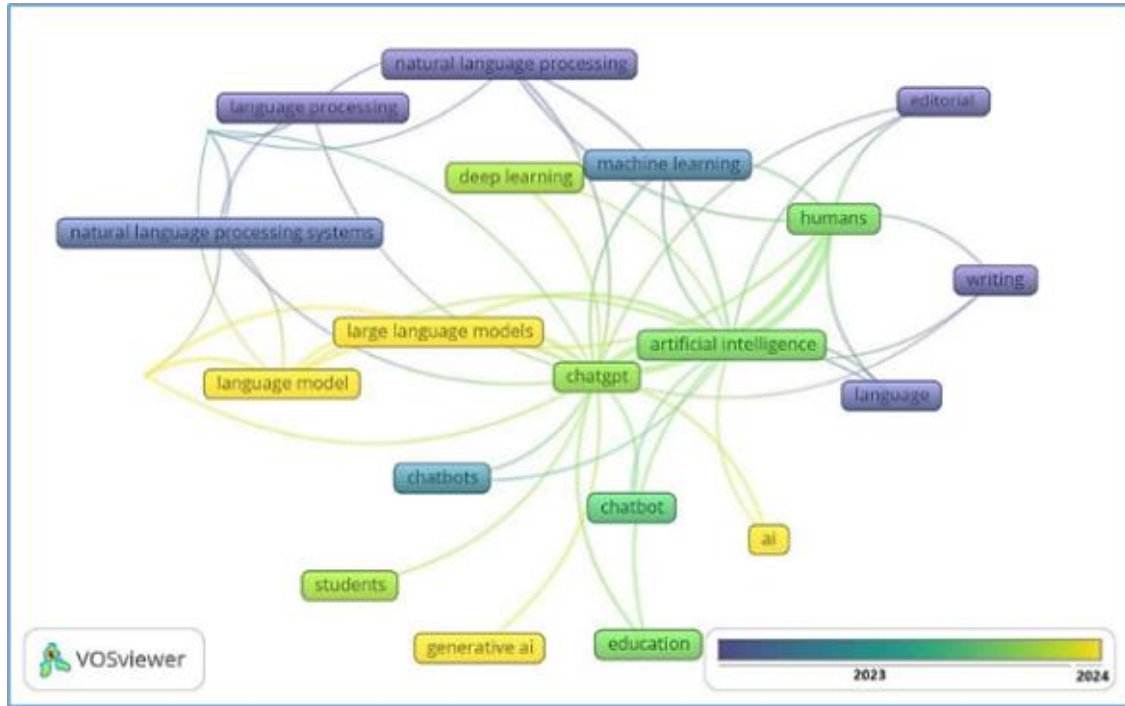 natural language processing
language processing
editorial
machine learning
deep learning
humans
natural language processing systems
writing
large language models
artificial intelligence
chatgpt
language model
language
chatbots
chatbot
ai
students
generative ai
education
VOSviewer
2023
2024